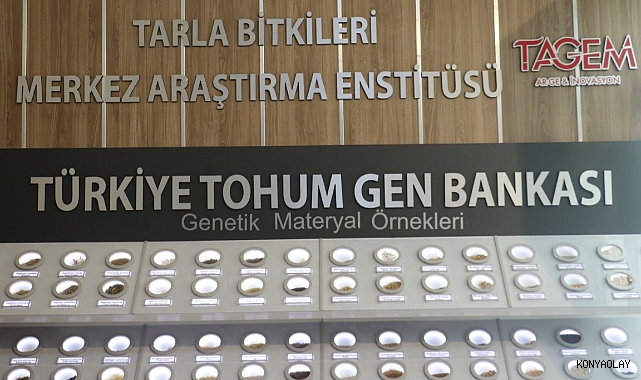 TARLA BİTKİLERİ
MERKEZ ARAŞTIRMA ENSTİTÜSÜ
TAGEM
AR-GE & İNOVASYON
TÜRKİYE TOHUM GEN BANKASI
Genetik Materyal Örnekleri
KONYAOLAY